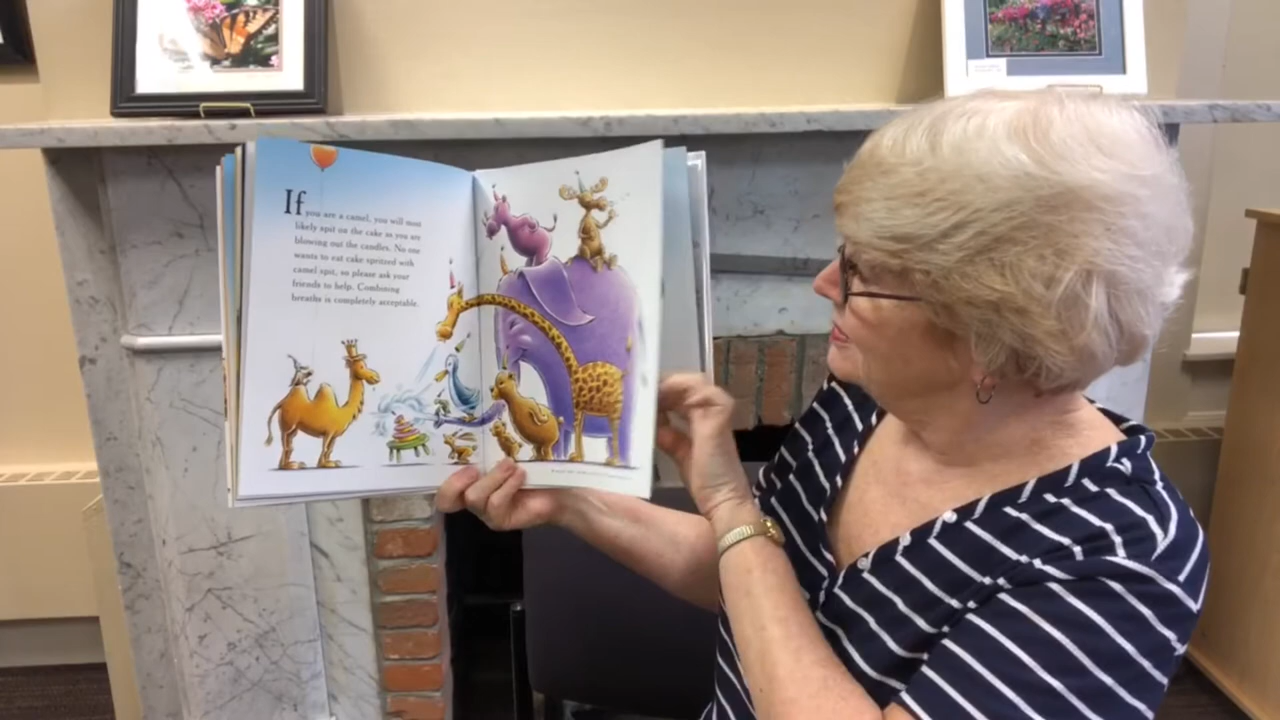 If you are a camel, you will most
likely spit on the cake as you are
blowing out the candles. No one
wants to eat cake spritzed with
camel spit, so please ask your
friends to help. Combining
breaths is completely acceptable.